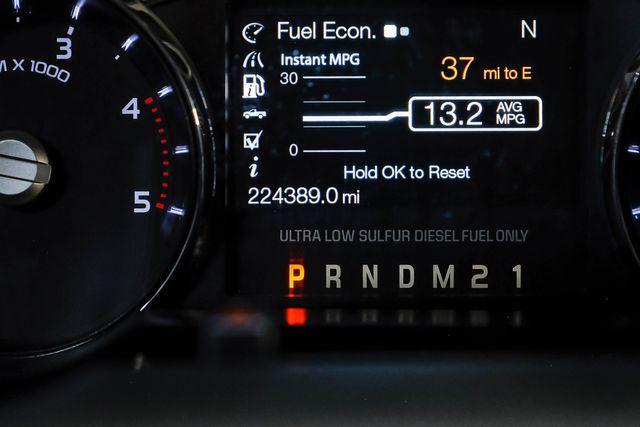 Fuel Econ. N
3
M X 1000
Instant MPG
37 mi to E
30
4
13.2 AVG MPG
0
Hold OK to Reset
5
224389.0 mi
ULTRA LOW SULFUR DIESEL FUEL ONLY
P R N D M 2 1